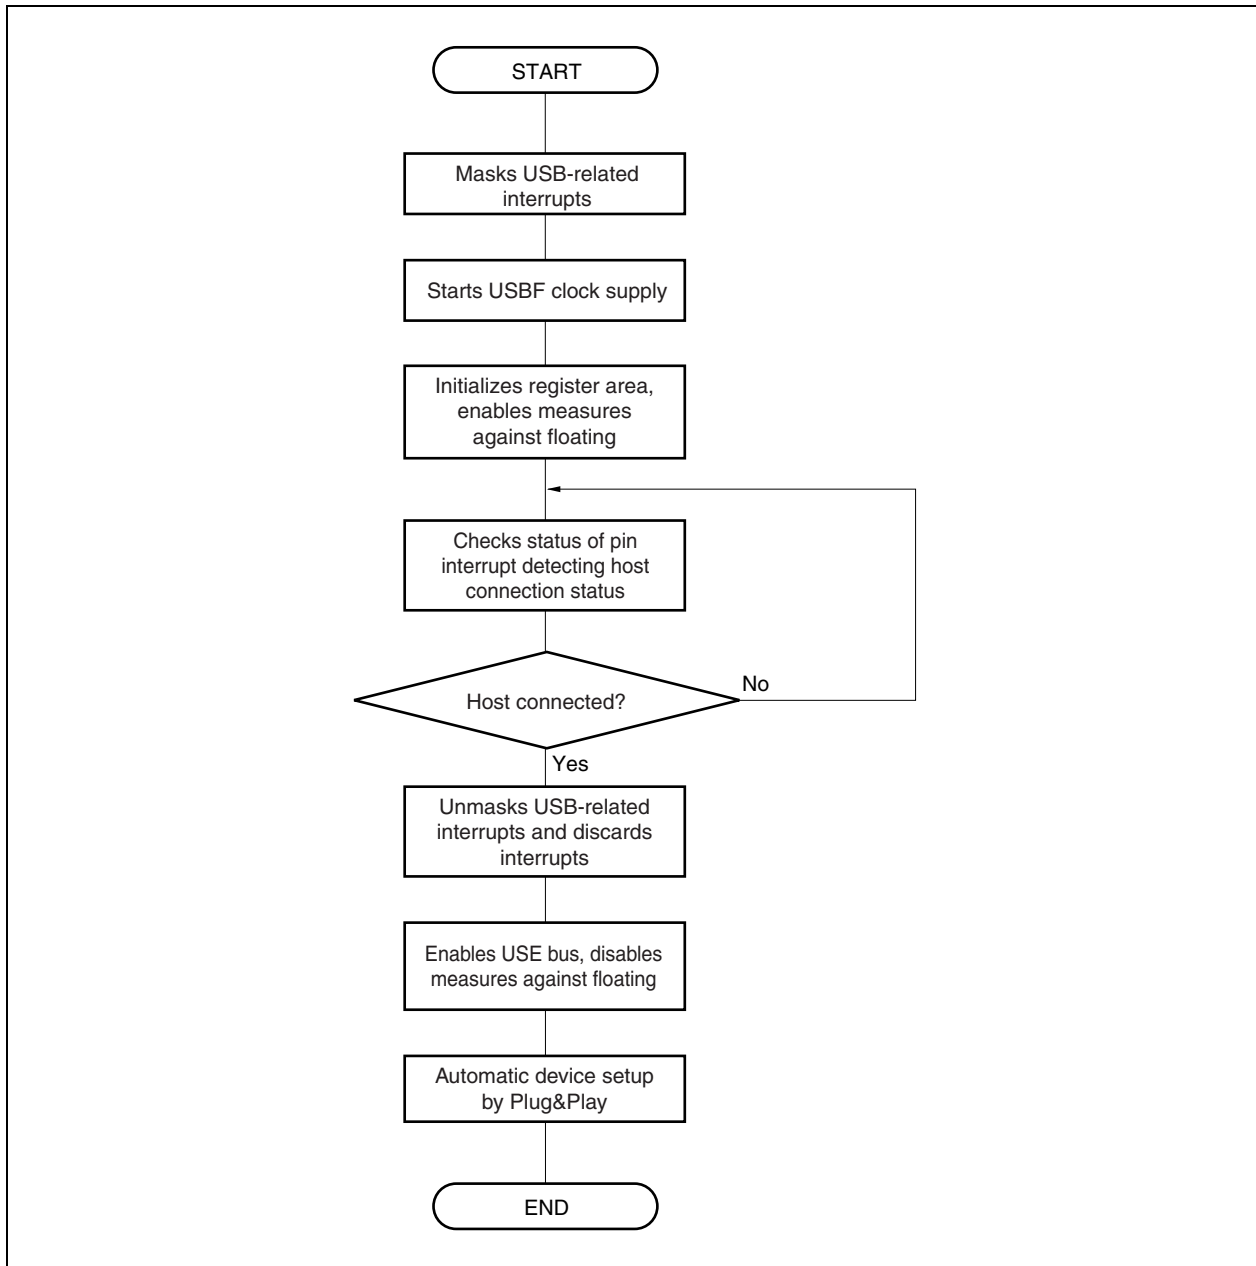 START
Masks USB-related
interrupts
Starts USBF clock supply
Initializes register area,
enables measures
against floating
Checks status of pin
interrupt detecting host
connection status
Host connected?
No
Yes
Unmasks USB-related
interrupts and discards
interrupts
Enables USE bus, disables
measures against floating
Automatic device setup
by Plug&Play
END